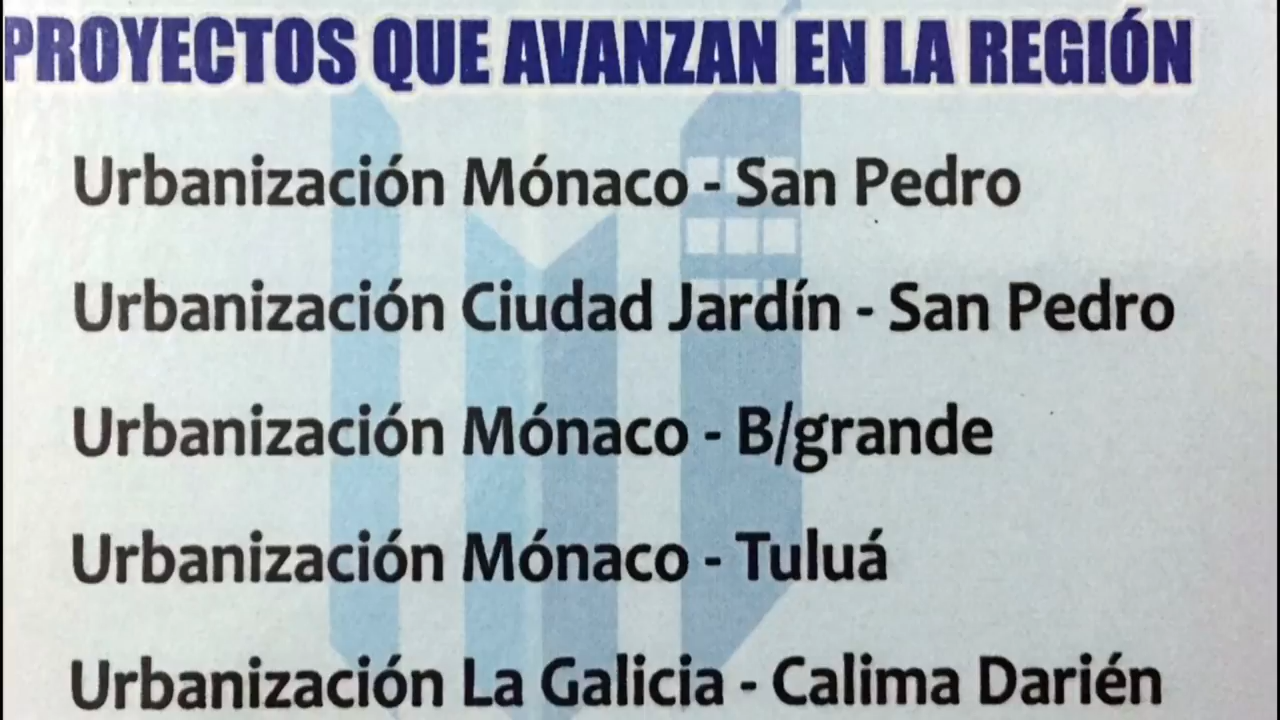 PROYECTOS QUE AVANZAN EN LA REGIÓN
Urbanización Mónaco - San Pedro
Urbanización Ciudad Jardín - San Pedro
Urbanización Mónaco - B/grande
Urbanización Mónaco - Tuluá
Urbanización La Galicia - Calima Darién